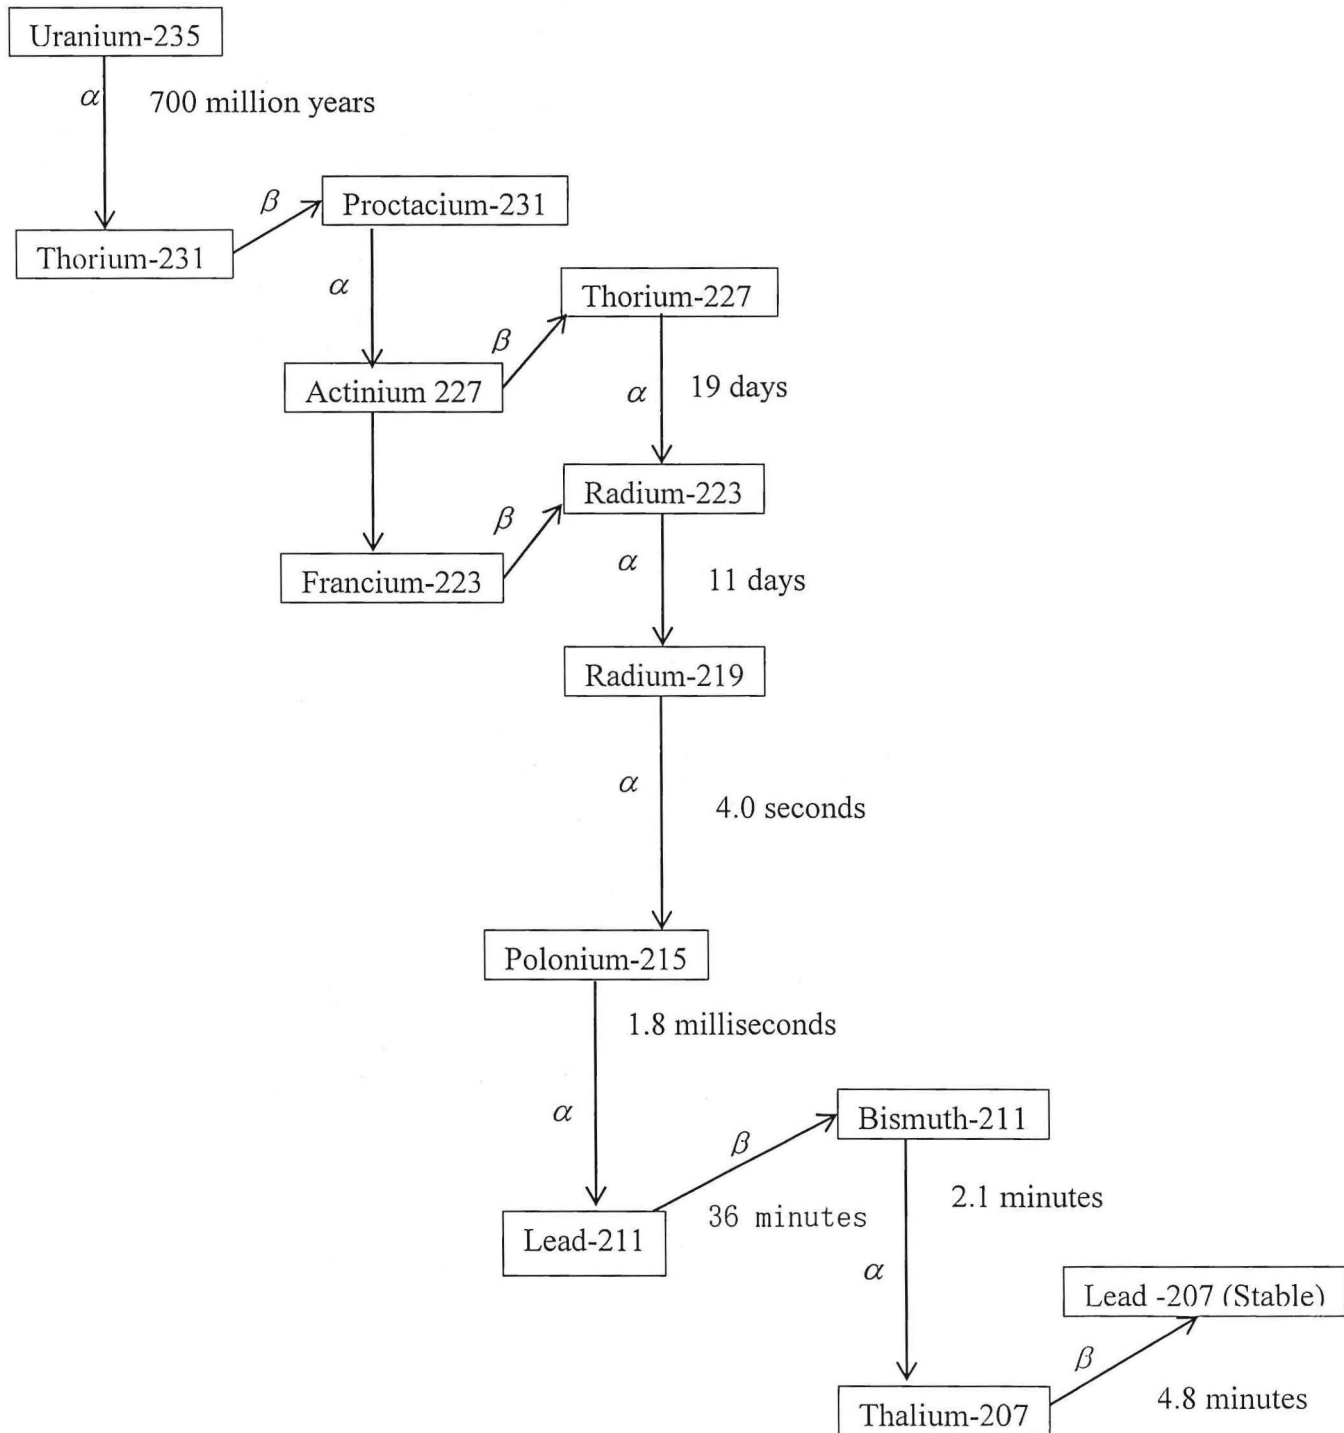 Uranium-235
α
700 million years
β
Proctacium-231
Thorium-231
α
Thorium-227
β
Actinium 227
α
19 days
Radium-223
β
α
11 days
Francium-223
Radium-219
α
4.0 seconds
Polonium-215
1.8 milliseconds
α
Bismuth-211
β
2.1 minutes
36 minutes
Lead-211
α
Lead -207 (Stable)
β
4.8 minutes
Thalium-207